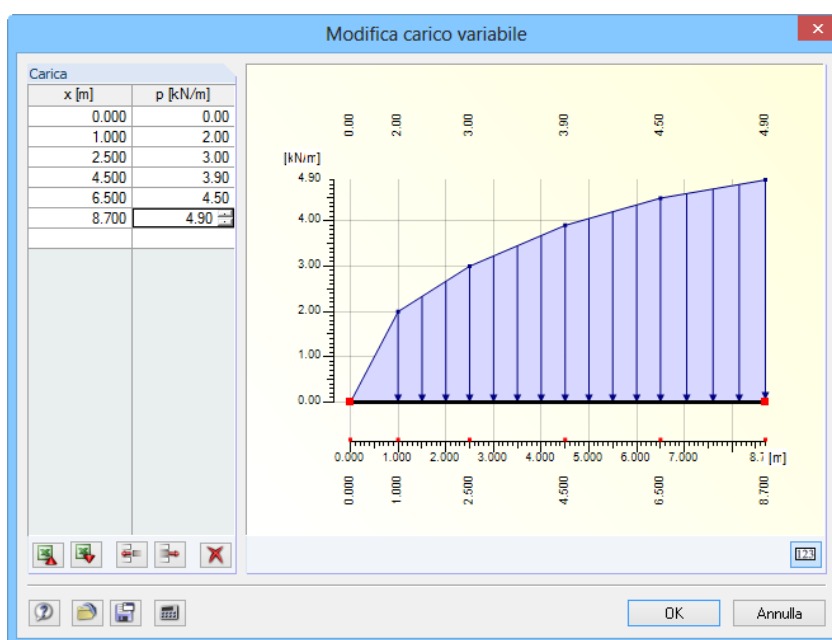 Modifica carico variabile
Carica
x [m] p [kN/m]
0.000 0.00
1.000 2.00
2.500 3.00
4.500 3.90
6.500 4.50
8.700 4.90
0.00 2.00 3.00 3.90 4.50 4.90
[kN/m]
4.90
4.00
3.00
2.00
1.00
0.00
0.000 1.000 2.000 3.000 4.000 5.000 6.000 7.000 8.7 [m]
0.000 1.000 2.500 4.500 6.500 8.700
123
OK Annulla